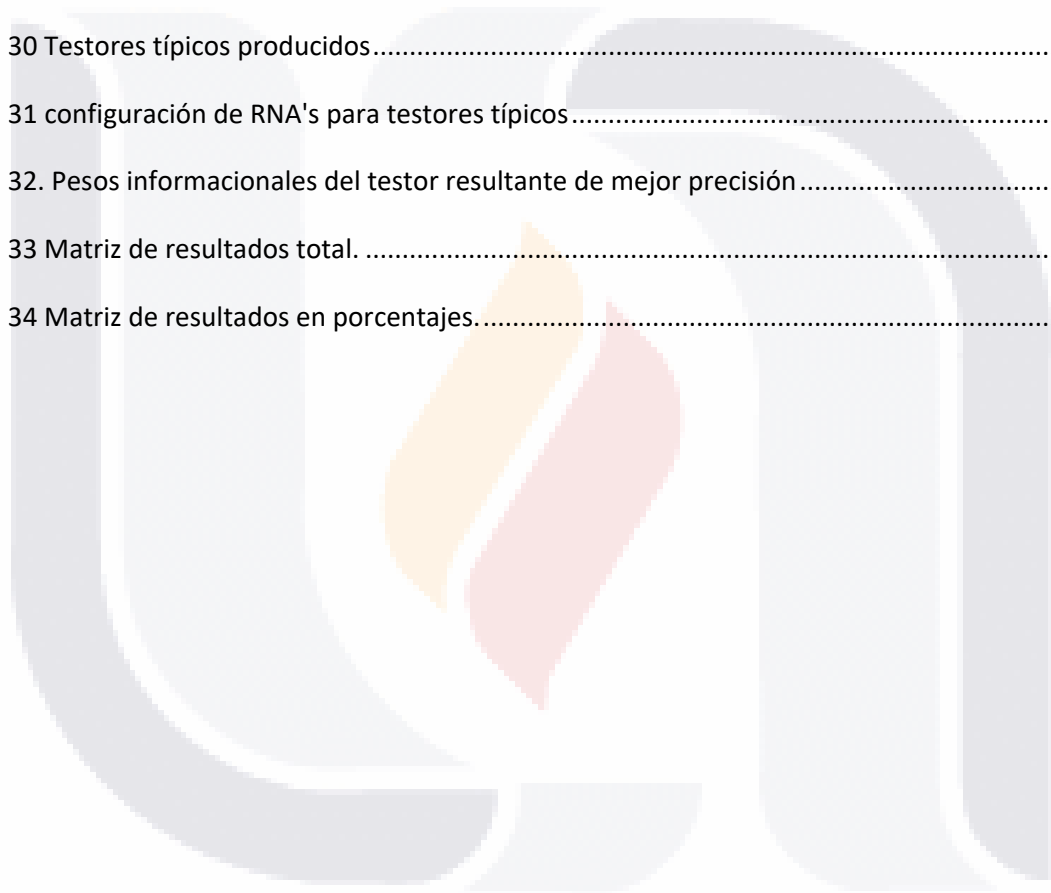 30 Testores típicos producidos....................................................................................................
31 configuración de RNA's para testores típicos....................................................................
32. Pesos informacionales del testor resultante de mejor precisión....................................
33 Matriz de resultados total. ....................................................................................................
34 Matriz de resultados en porcentajes.................................................................................